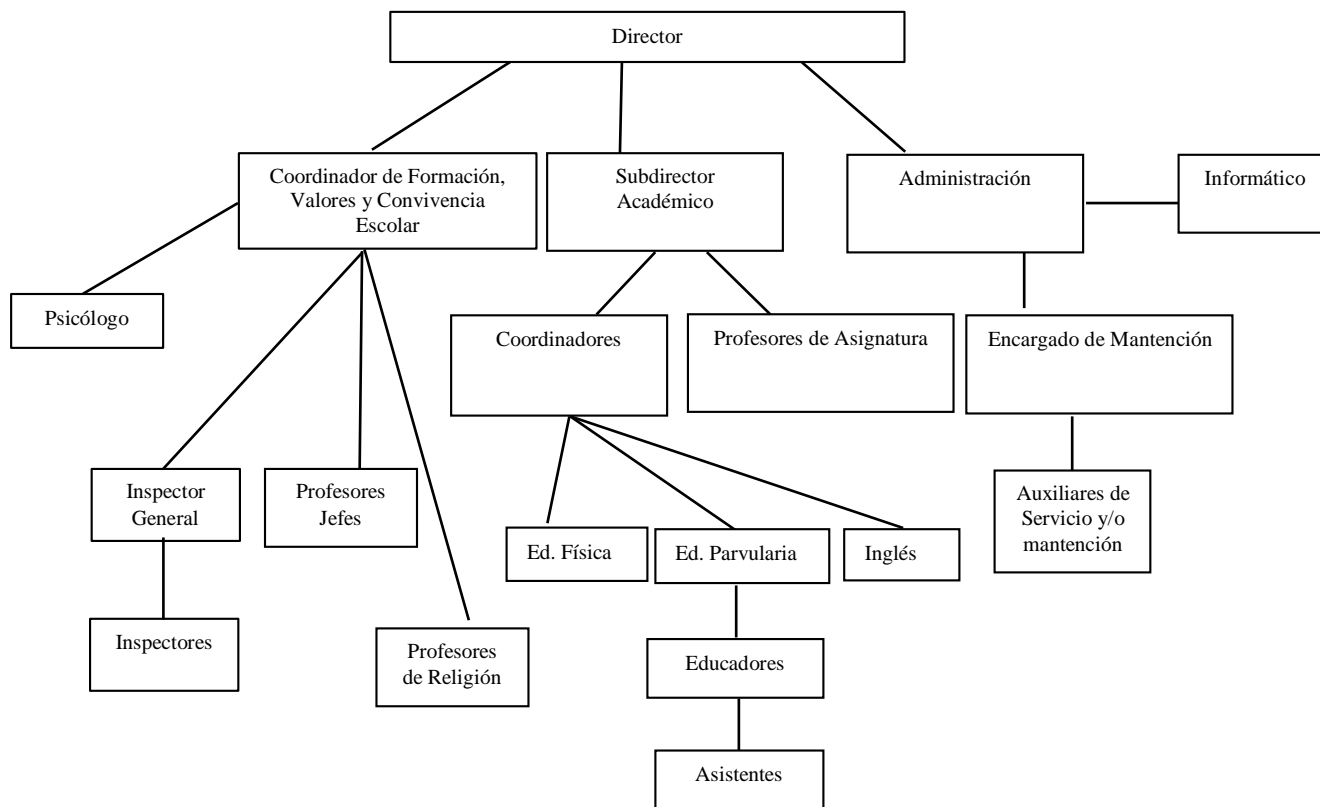 Director
Coordinador de Formación,
Valores y Convivencia
Escolar
Subdirector
Académico
Administración
Informático
Psicólogo
Coordinadores
Profesores de Asignatura
Encargado de Mantención
Inspector
General
Profesores
Jefes
Auxiliares de
Servicio y/o
mantención
Ed. Física
Ed. Parvularia
Inglés
Inspectores
Profesores
de Religión
Educadores
Asistentes